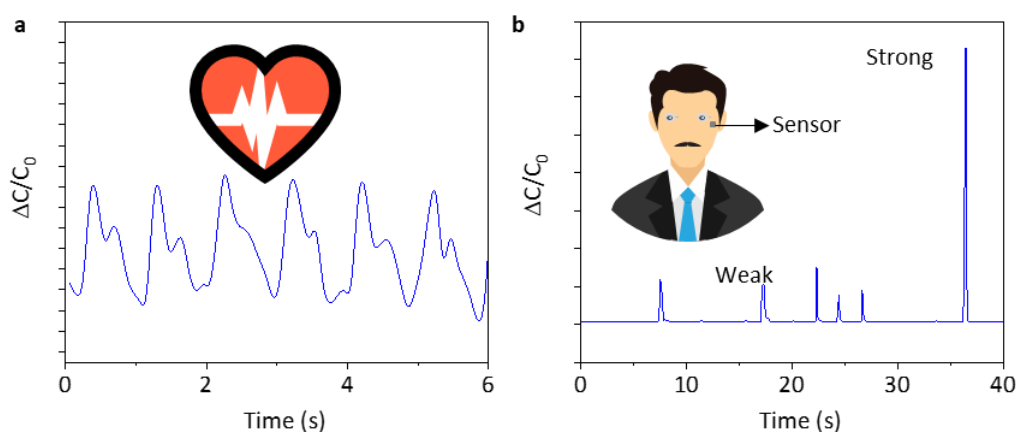 a
ΔC/C₀
0
2
4
6
Time (s)
b
ΔC/C₀
Strong
Sensor
Weak
0
10
20
30
40
Time (s)